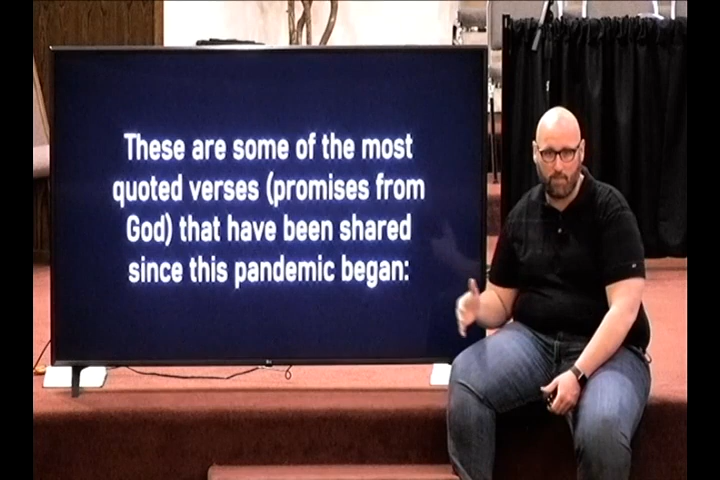 These are some of the most
quoted verses (promises from
God) that have been shared
since this pandemic began: